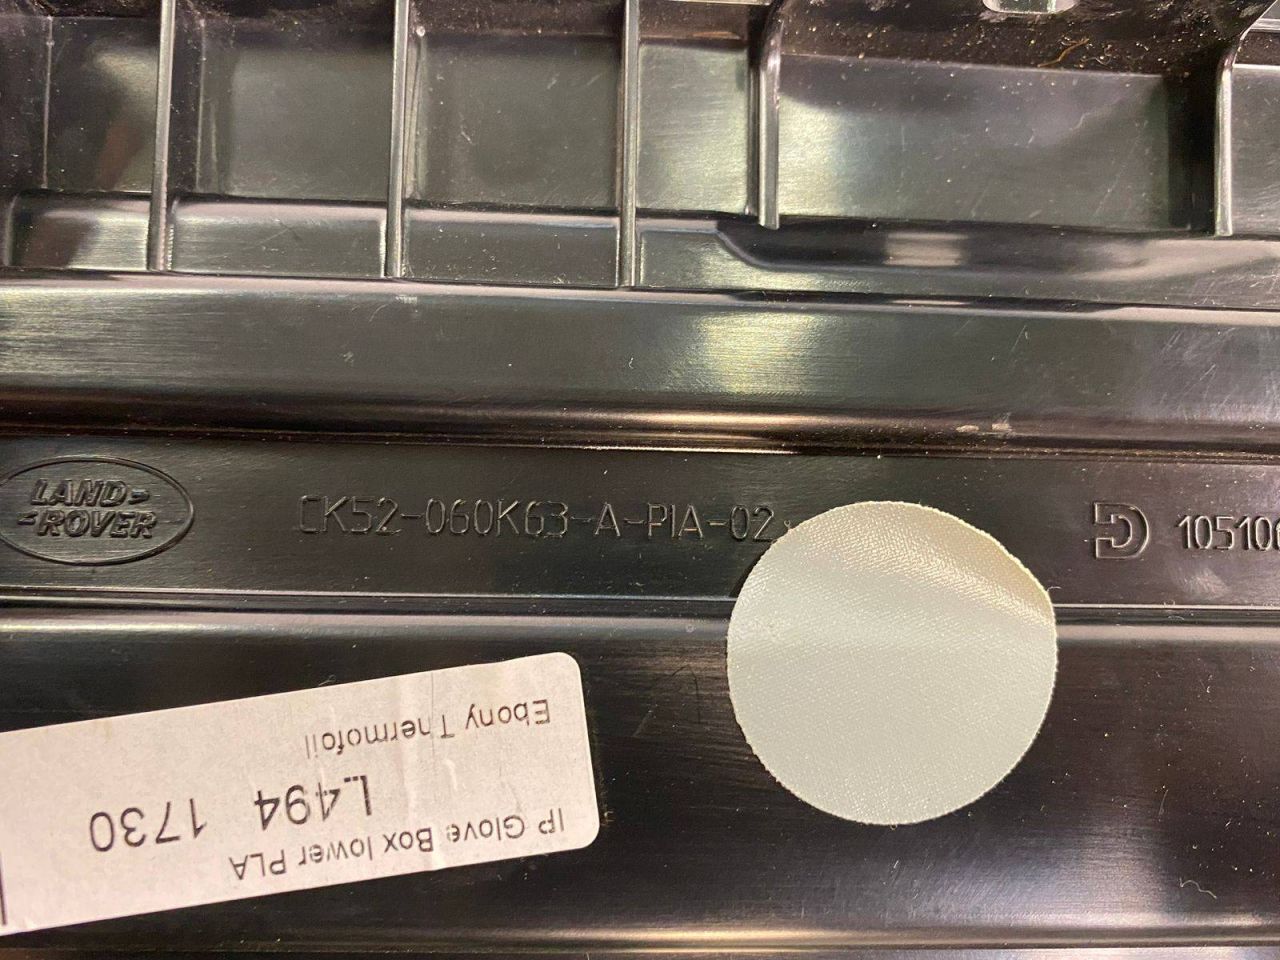 LAND-
-ROVER
CK52-060K63-A-PIA-02
105106
IP Glove Box lower PLA
L494 1730
Ebony Thermofoil